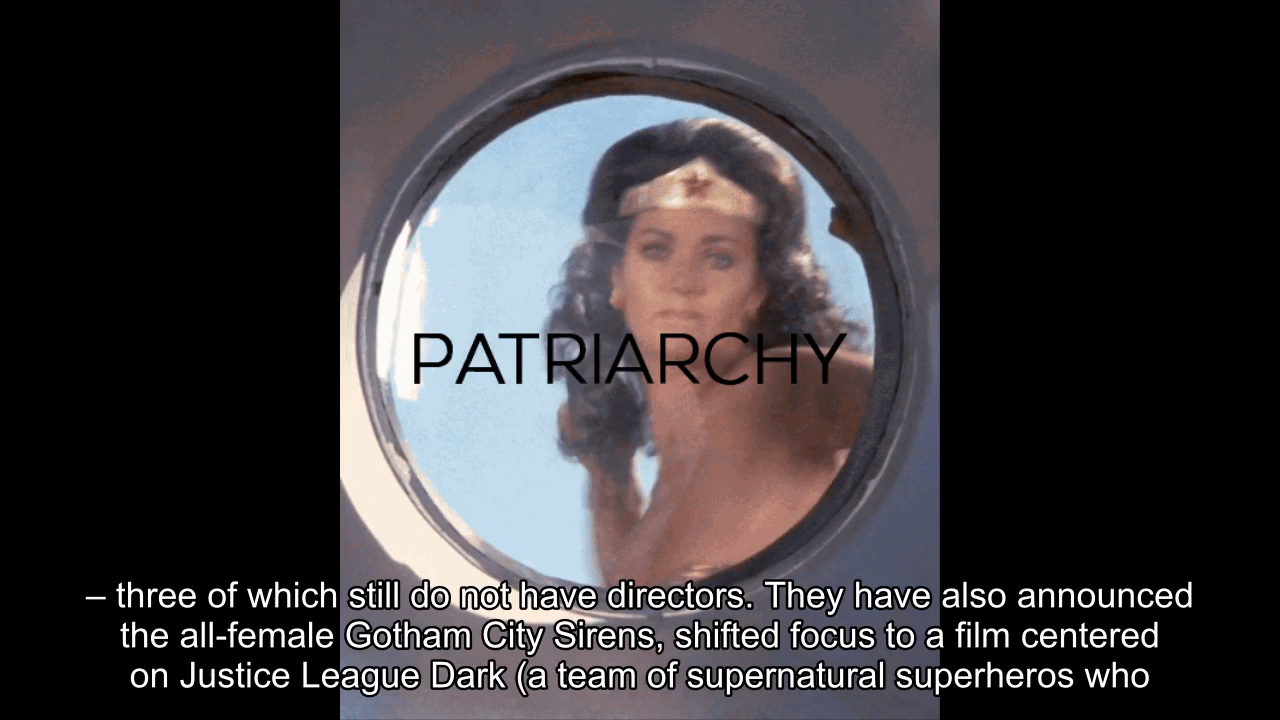 PATRIARCHY
– three of which still do not have directors. They have also announced
the all-female Gotham City Sirens, shifted focus to a film centered
on Justice League Dark (a team of supernatural superheros who